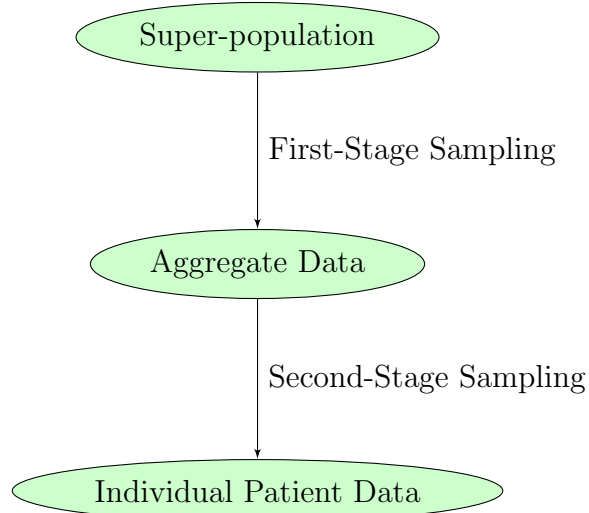 Super-population
First-Stage Sampling
Aggregate Data
Second-Stage Sampling
Individual Patient Data